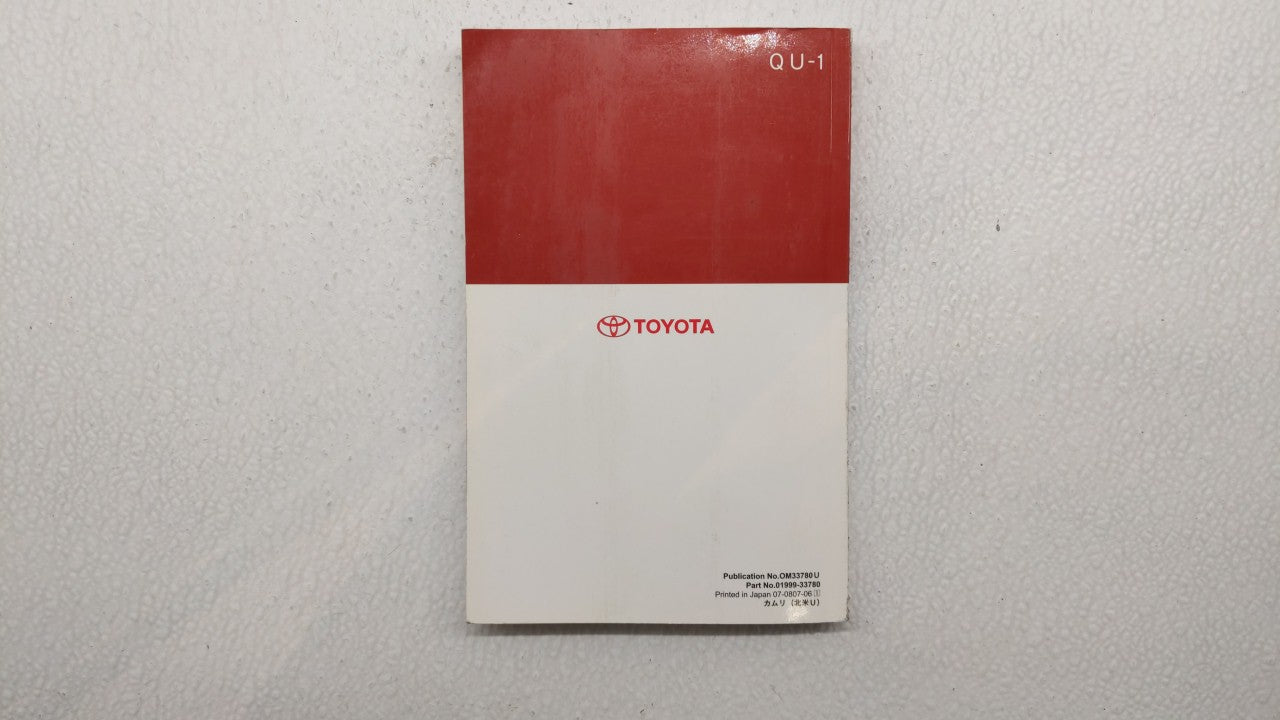 QU-1
TOYOTA
Publication No.OM33780U
Part No.01999-33780
Printed in Japan 07-0807-06 ①
カムリ (北米U)